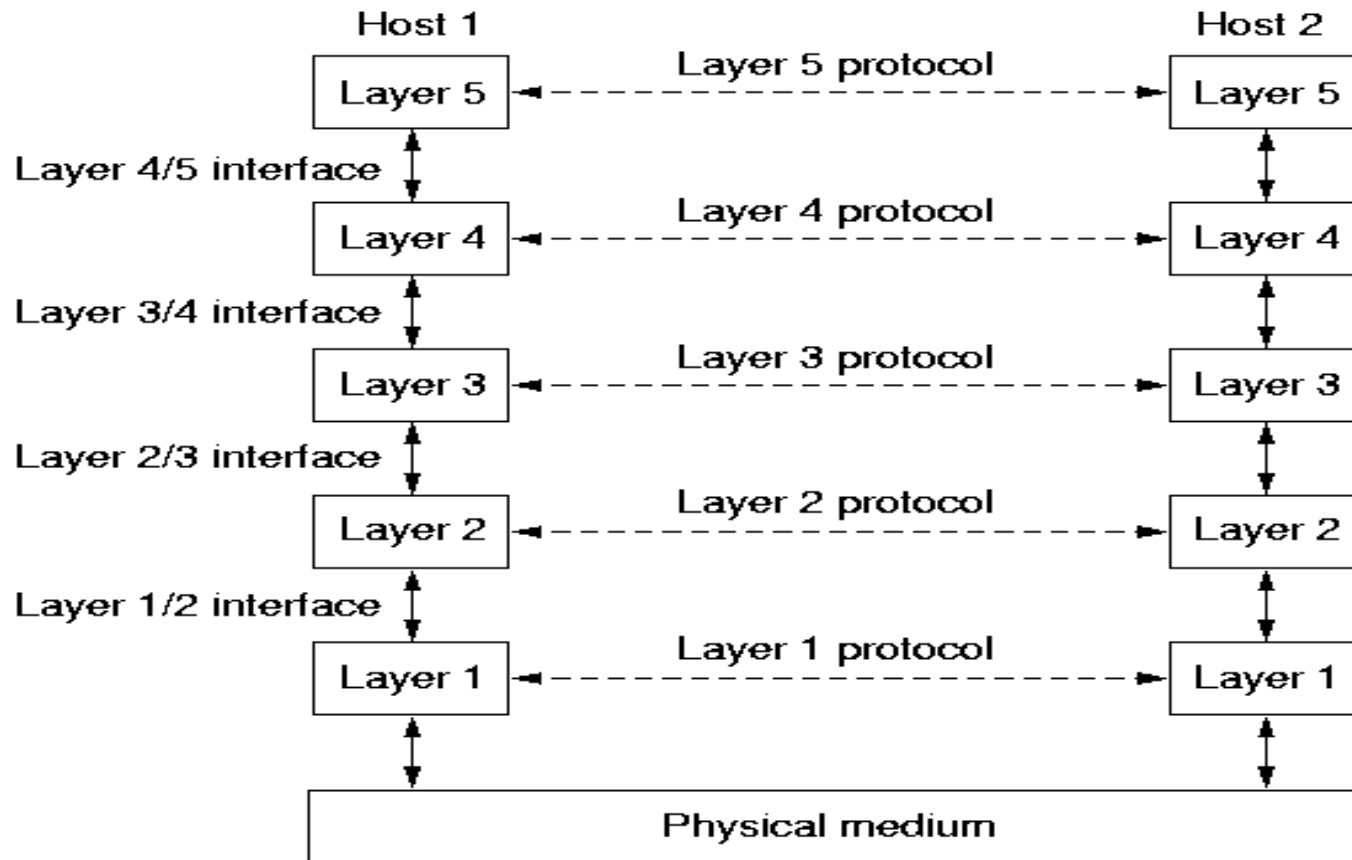 Host 1
Host 2
Layer 5 protocol
Layer 5
Layer 5
Layer 4/5 interface
Layer 4 protocol
Layer 4
Layer 4
Layer 3/4 interface
Layer 3 protocol
Layer 3
Layer 3
Layer 2/3 interface
Layer 2 protocol
Layer 2
Layer 2
Layer 1/2 interface
Layer 1 protocol
Layer 1
Layer 1
Physical medium